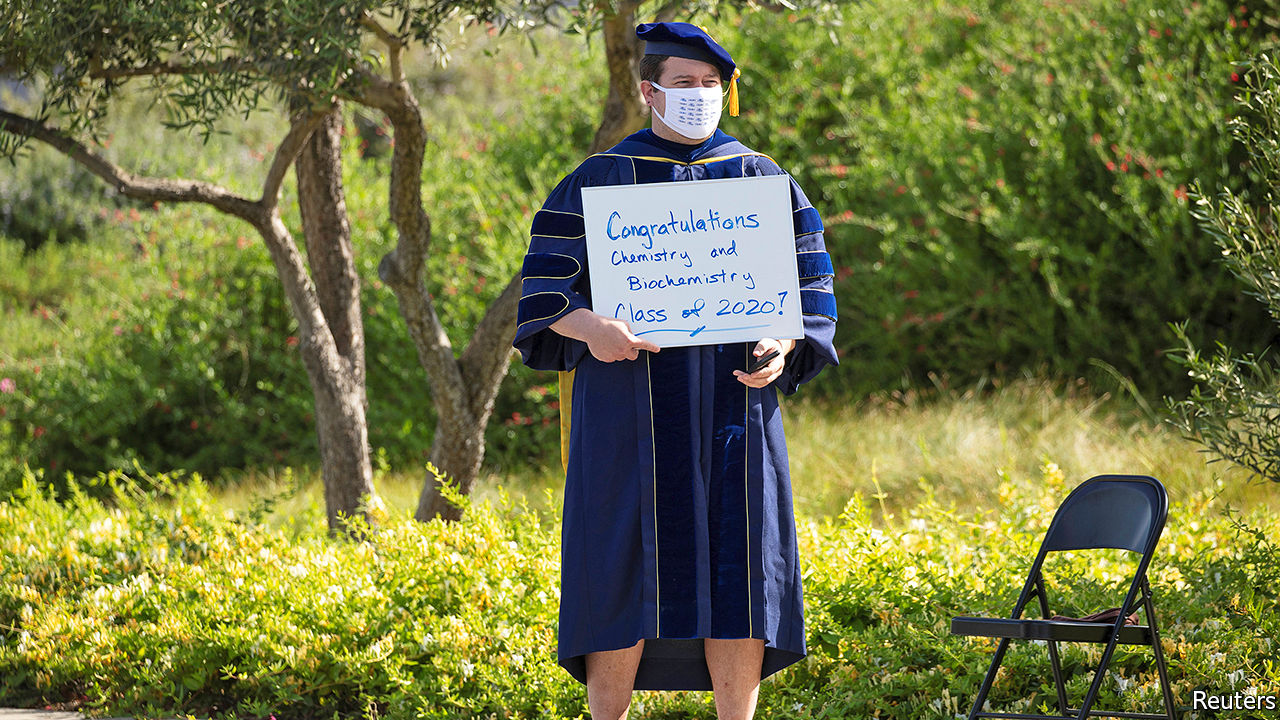 Congratulations
Chemistry and
Biochemistry
Class of 2020!
Reuters